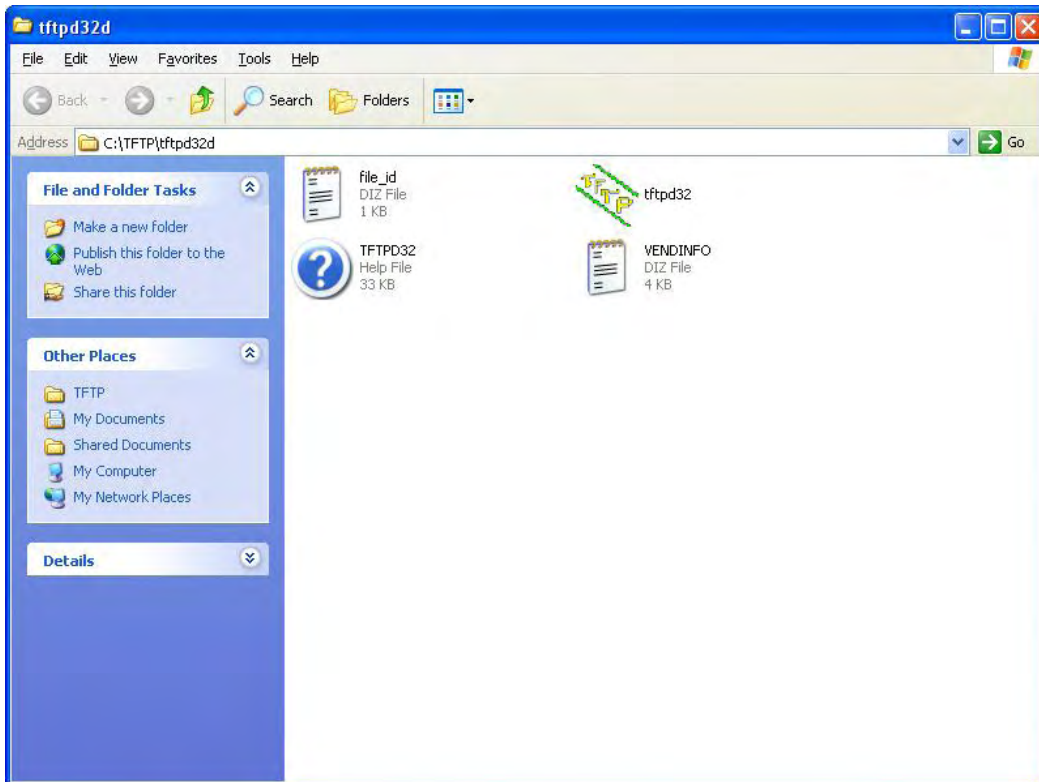 tftpd32d
File Edit View Favorites Tools Help
Back Search Folders
Address C:\TFTP\tftpd32d Go
File and Folder Tasks
Make a new folder
Publish this folder to the
Web
Share this folder
Other Places
TFTP
My Documents
Shared Documents
My Computer
My Network Places
Details
file_id
DIZ File
1 KB
TFTP
tftpd32
TFTPD32
Help File
33 KB
VENDINFO
DIZ File
4 KB